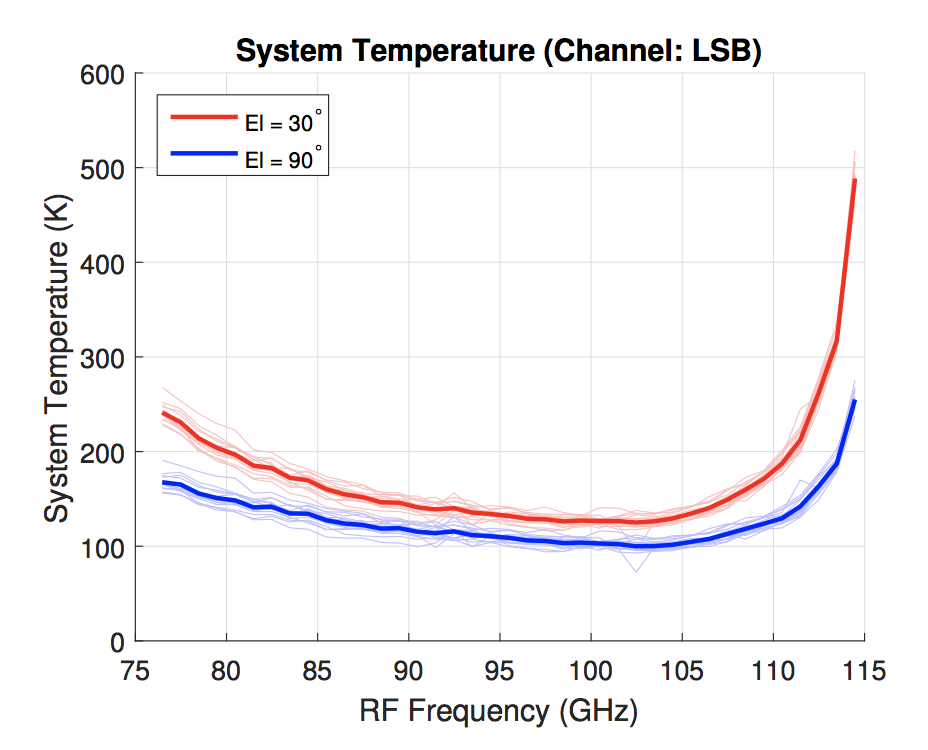 System Temperature (Channel: LSB)
600
500
400
300
200
100
0
El = 30°
El = 90°
System Temperature (K)
75 80 85 90 95 100 105 110 115
RF Frequency (GHz)